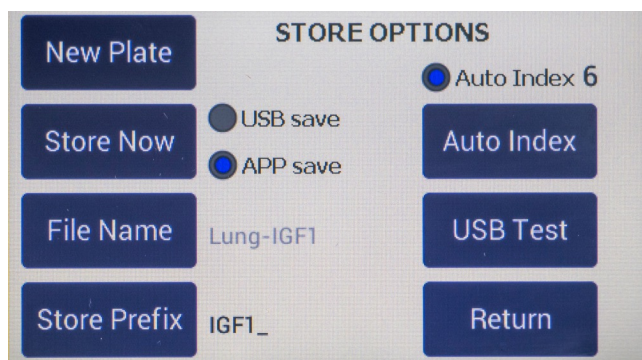 STORE OPTIONS
New Plate
Auto Index 6
Store Now
USB save
APP save
Auto Index
File Name
Lung-IGF1
USB Test
Store Prefix
IGF1_
Return